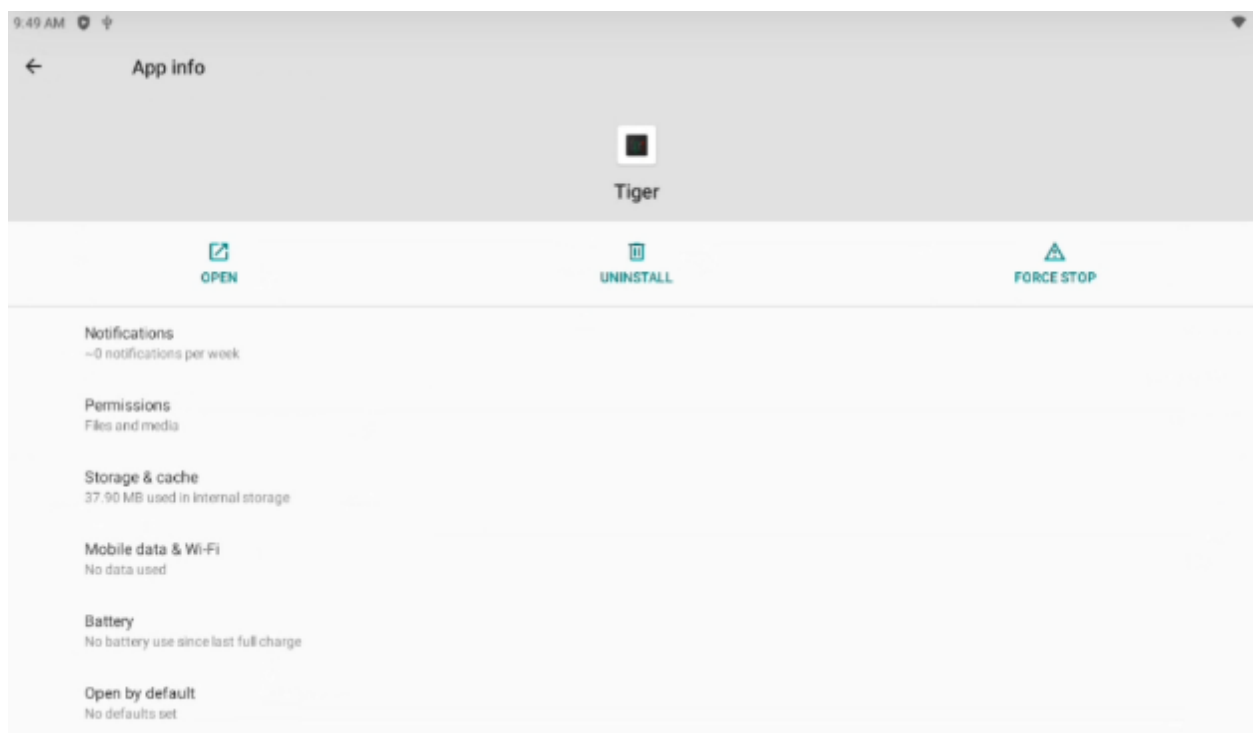 9:49 AM
App info
Tiger
OPEN UNINSTALL FORCE STOP
Notifications
~0 notifications per week
Permissions
Files and media
Storage & cache
37.90 MB used in internal storage
Mobile data & Wi-Fi
No data used
Battery
No battery use since last full charge
Open by default
No defaults set